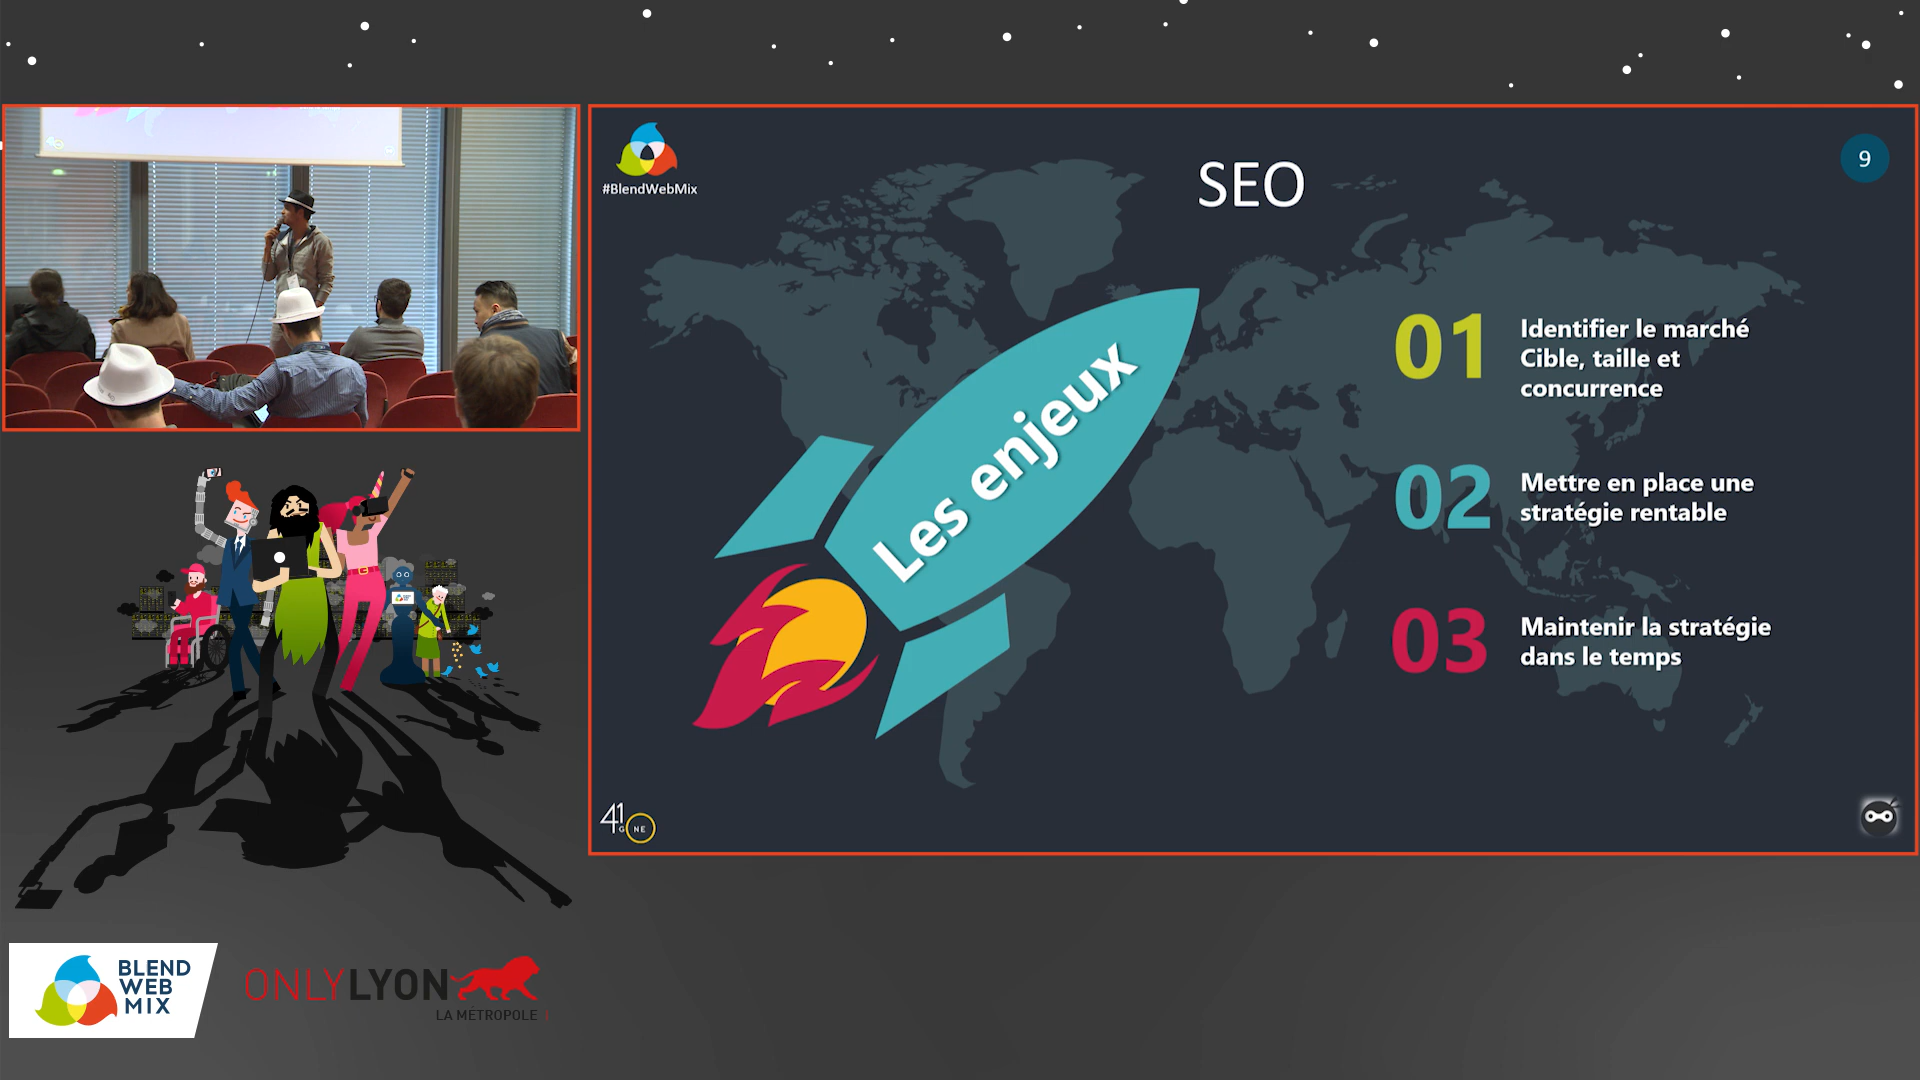 #BlendWebMix
SEO
9
Les enjeux
01
Identifier le marché
Cible, taille et
concurrence
02
Mettre en place une
stratégie rentable
03
Maintenir la stratégie
dans le temps
41
G NE
BLEND
WEB
MIX
ONLYLYON
LA MÉTROPOLE